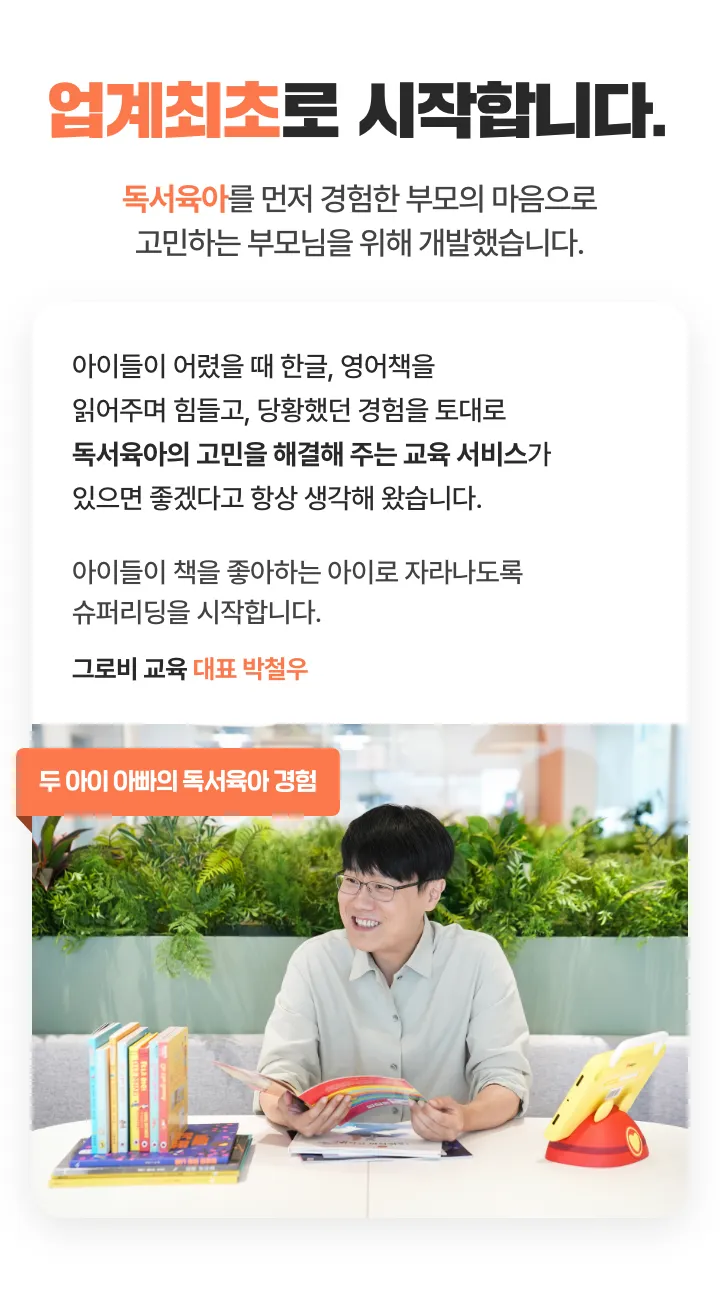 업계최초로 시작합니다.
독서육아를 먼저 경험한 부모의 마음으로
고민하는 부모님을 위해 개발했습니다.
아이들이 어렸을 때 한글, 영어책을
읽어주며 힘들고, 당황했던 경험을 토대로
독서육아의 고민을 해결해 주는 교육 서비스가
있으면 좋겠다고 항상 생각해 왔습니다.
아이들이 책을 좋아하는 아이로 자라나도록
슈퍼리딩을 시작합니다.
그로비 교육 대표 박철우
두 아이 아빠의 독서육아 경험